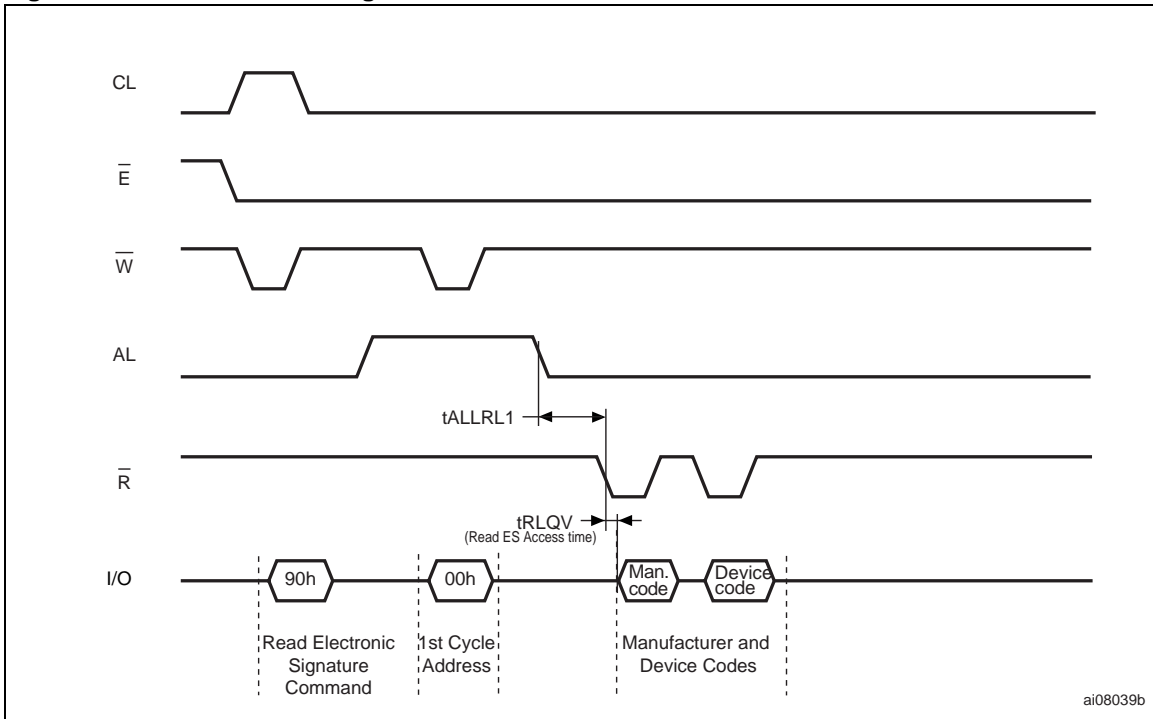 CL
E
W
AL
tALLRL1
R
tRLQV
(Read ES Access time)
I/O
90h
00h
Man.
code
Device
code
Read Electronic
Signature
Command
1st Cycle
Address
Manufacturer and
Device Codes
ai08039b